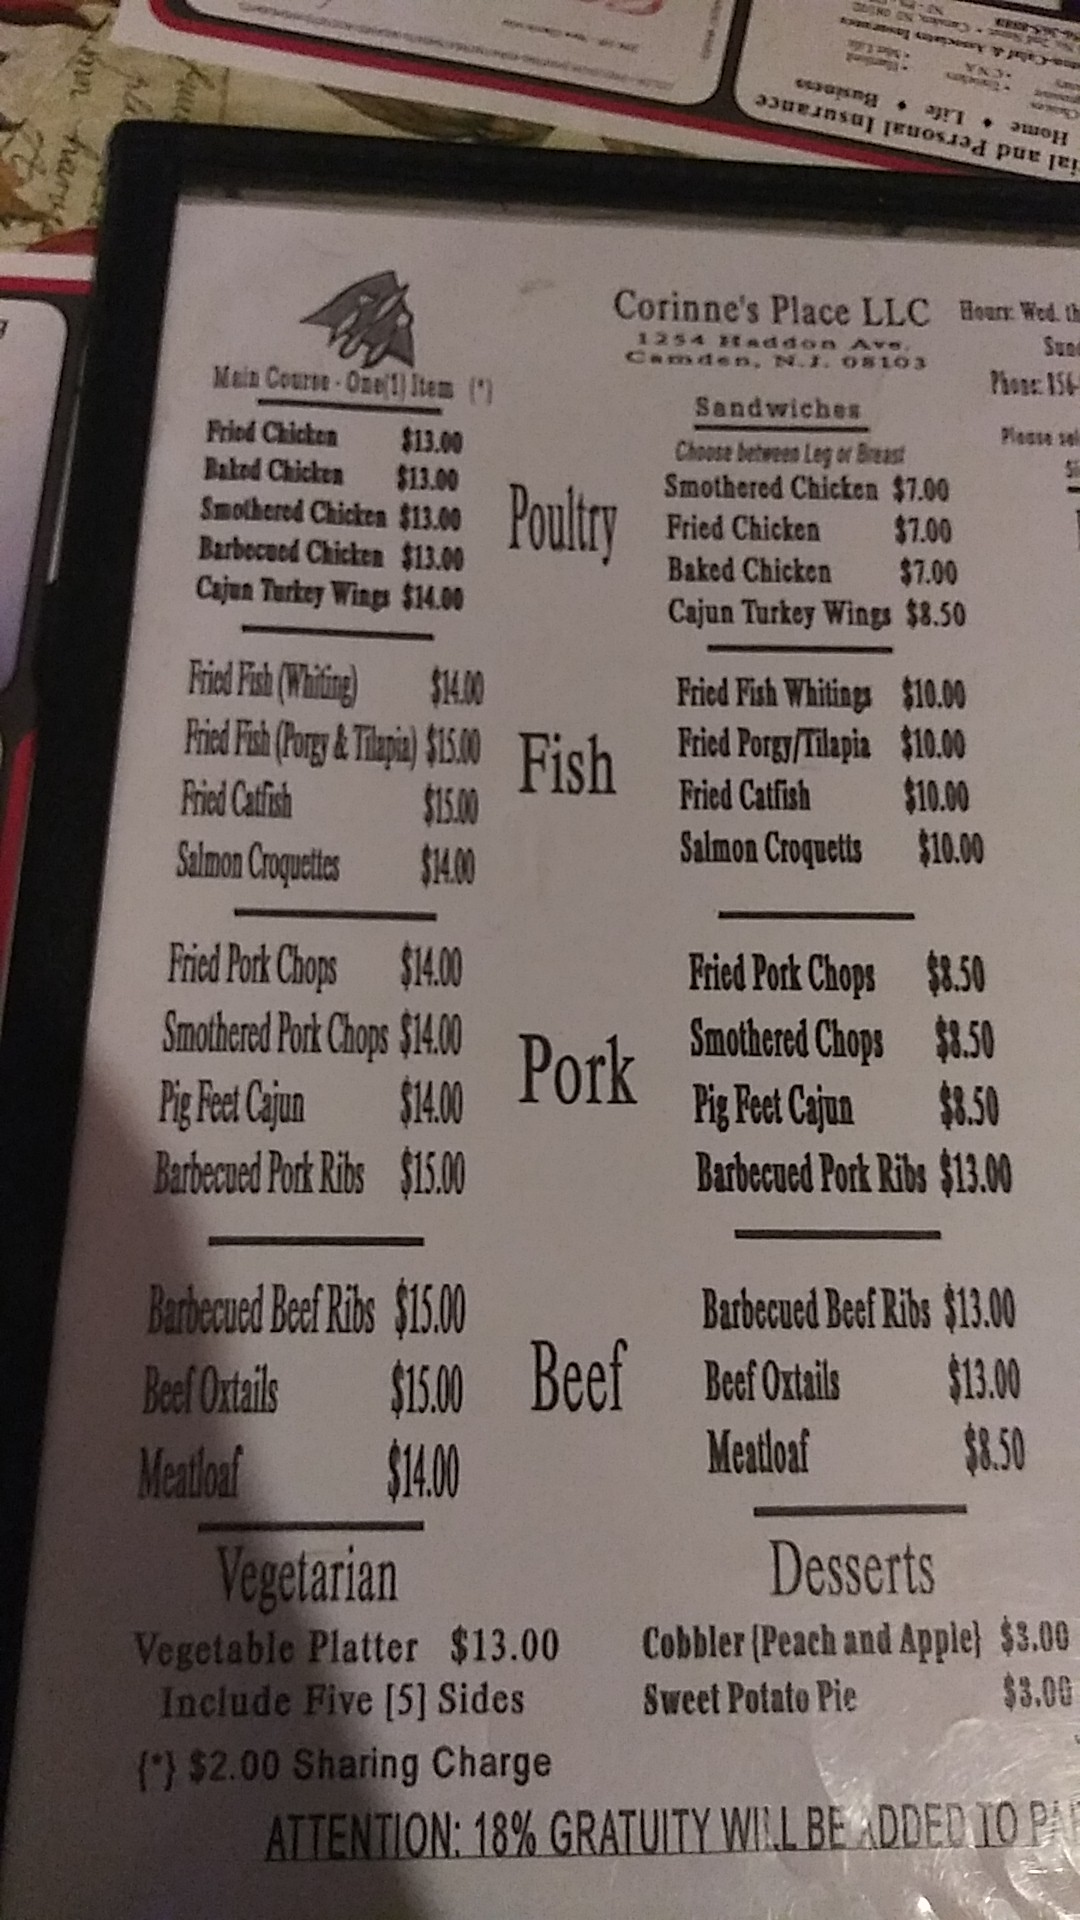 Corinne's Place LLC
1254 Haddon Ave.
Camden, N.J. 08103
Hours: Wed.
Phone: 856-
Please
Main Course - One(1) Item (*)
Fried Chicken $13.00
Baked Chicken $13.00
Smothered Chicken $13.00
Barbecued Chicken $13.00
Cajun Turkey Wings $14.00
Poultry
Sandwiches
Choose between Leg or Breast
Smothered Chicken $7.00
Fried Chicken $7.00
Baked Chicken $7.00
Cajun Turkey Wings $8.50
Fried Fish (Whiting) $14.00
Fried Fish (Porgy & Tilapia) $15.00
Fried Catfish $15.00
Salmon Croquettes $14.00
Fish
Fried Fish Whitings $10.00
Fried Porgy/Tilapia $10.00
Fried Catfish $10.00
Salmon Croquetts $10.00
Fried Pork Chops $14.00
Smothered Pork Chops $14.00
Pig Feet Cajun $14.00
Barbecued Pork Ribs $15.00
Pork
Fried Pork Chops $8.50
Smothered Chops $8.50
Pig Feet Cajun $8.50
Barbecued Pork Ribs $13.00
Barbecued Beef Ribs $15.00
Beef Oxtails $15.00
Meatloaf $14.00
Beef
Barbecued Beef Ribs $13.00
Beef Oxtails $13.00
Meatloaf $8.50
Vegetarian
Vegetable Platter $13.00
Include Five [5] Sides
{*} $2.00 Sharing Charge
Desserts
Cobbler {Peach and Apple} $3.00
Sweet Potato Pie $3.00
ATTENTION: 18% GRATUITY WILL BE ADDED TO
and Personal Insurance
Home ♦ Life ♦ Business